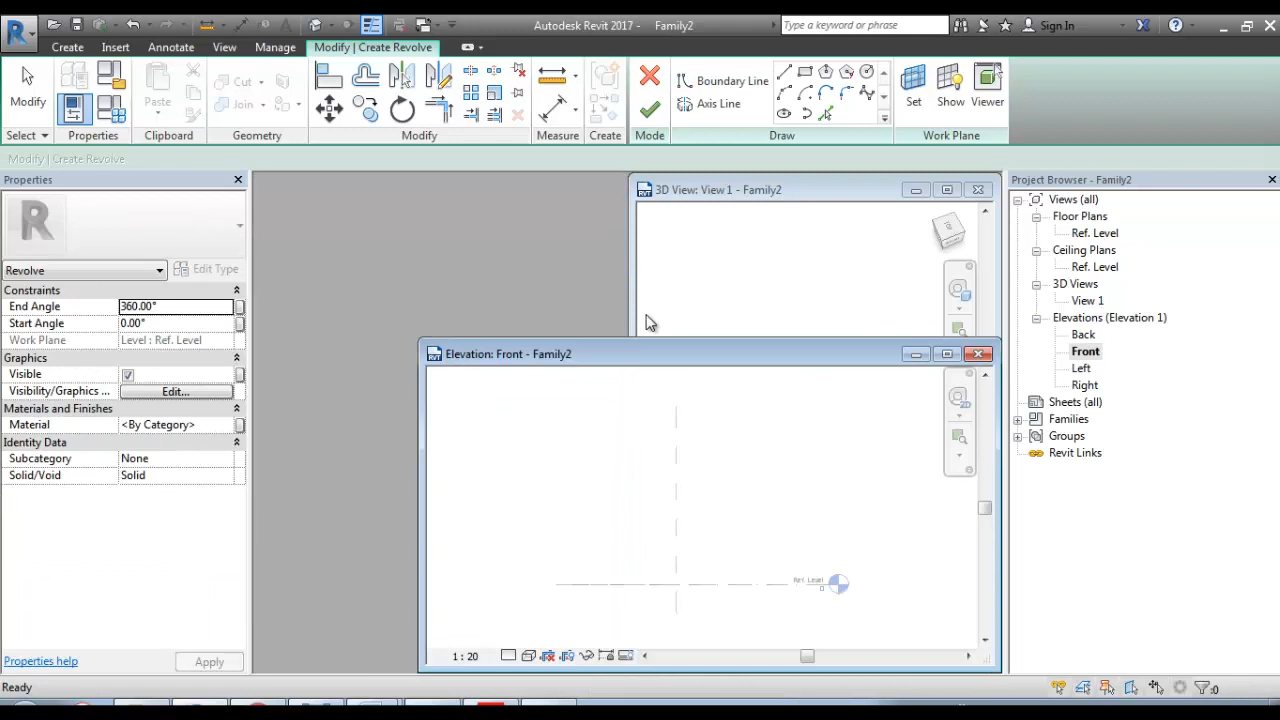 Autodesk Revit 2017 - Family2
Type a keyword or phrase
Sign In
Create
Insert
Annotate
View
Manage
Modify | Create Revolve
Modify
Paste
Cut
Join
Boundary Line
Axis Line
Set
Show
Viewer
Select
Properties
Clipboard
Geometry
Modify
Measure
Create
Mode
Draw
Work Plane
Modify | Create Revolve
Properties
Revolve
Edit Type
Constraints
End Angle 360.00°
Start Angle 0.00°
Work Plane Level : Ref. Level
Graphics
Visible
Visibility/Graphics ... Edit...
Materials and Finishes
Material <By Category>
Identity Data
Subcategory None
Solid/Void Solid
Properties help
Apply
Ready
3D View: View 1 - Family2
TOP
Elevation: Front - Family2
Ref. Level
0
1 : 20
Project Browser - Family2
Views (all)
Floor Plans
Ref. Level
Ceiling Plans
Ref. Level
3D Views
View 1
Elevations (Elevation 1)
Back
Front
Left
Right
Sheets (all)
Families
Groups
Revit Links
:0